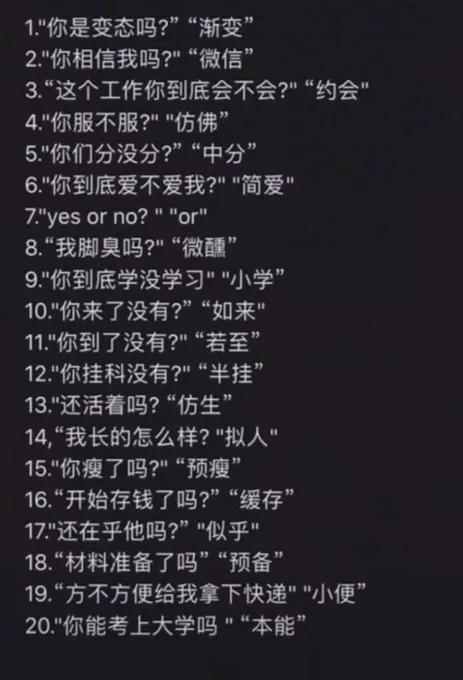 1."你是变态吗?” “渐变”
2."你相信我吗?" “微信”
3.“这个工作你到底会不会?" “约会"
4."你服不服?" "仿佛”
5."你们分没分?” “中分”
6."你到底爱不爱我?" "简爱"
7."yes or no? " "or"
8.“我脚臭吗?" “微醺”
9."你到底学没学习" "小学”
10."你来了没有?” “如来"
11."你到了没有?" “若至”
12."你挂科没有?" “半挂”
13."还活着吗? “仿生”
14,“我长的怎么样? "拟人"
15."你瘦了吗?" “预瘦”
16.“开始存钱了吗?” “缓存”
17."还在乎他吗?” "似乎"
18.“材料准备了吗” “预备”
19.“方不方便给我拿下快递" "小便”
20."你能考上大学吗 " “本能”